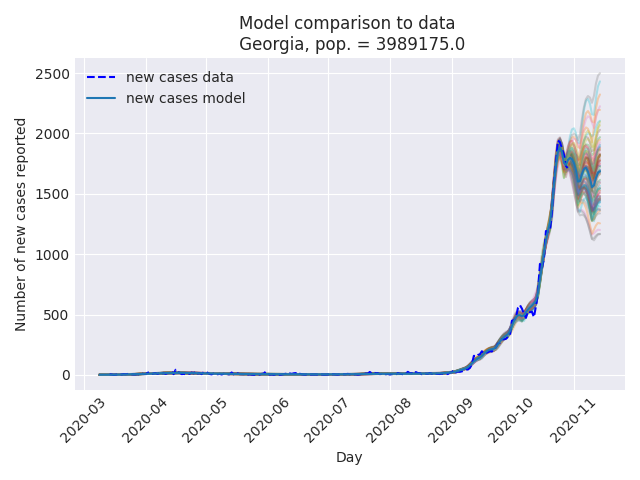 Model comparison to data
Georgia, pop. = 3989175.0
new cases data
new cases model
Number of new cases reported
2500
2000
1500
1000
500
0
2020-03
2020-04
2020-05
2020-06
2020-07
2020-08
2020-09
2020-10
2020-11
Day